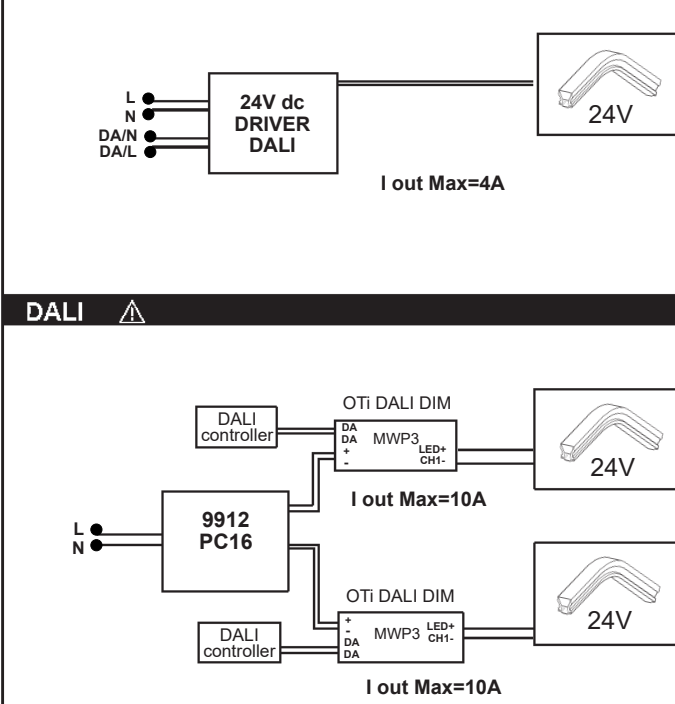 L
N
DA/N
DA/L
24V dc
DRIVER
DALI
24V
I out Max=4A
DALI
DALI
controller
OTi DALI DIM
DA
DA
+
-
MWP3
LED+
CH1-
24V
I out Max=10A
L
N
9912
PC16
OTi DALI DIM
+
-
DA
DA
MWP3
LED+
CH1-
24V
DALI
controller
I out Max=10A